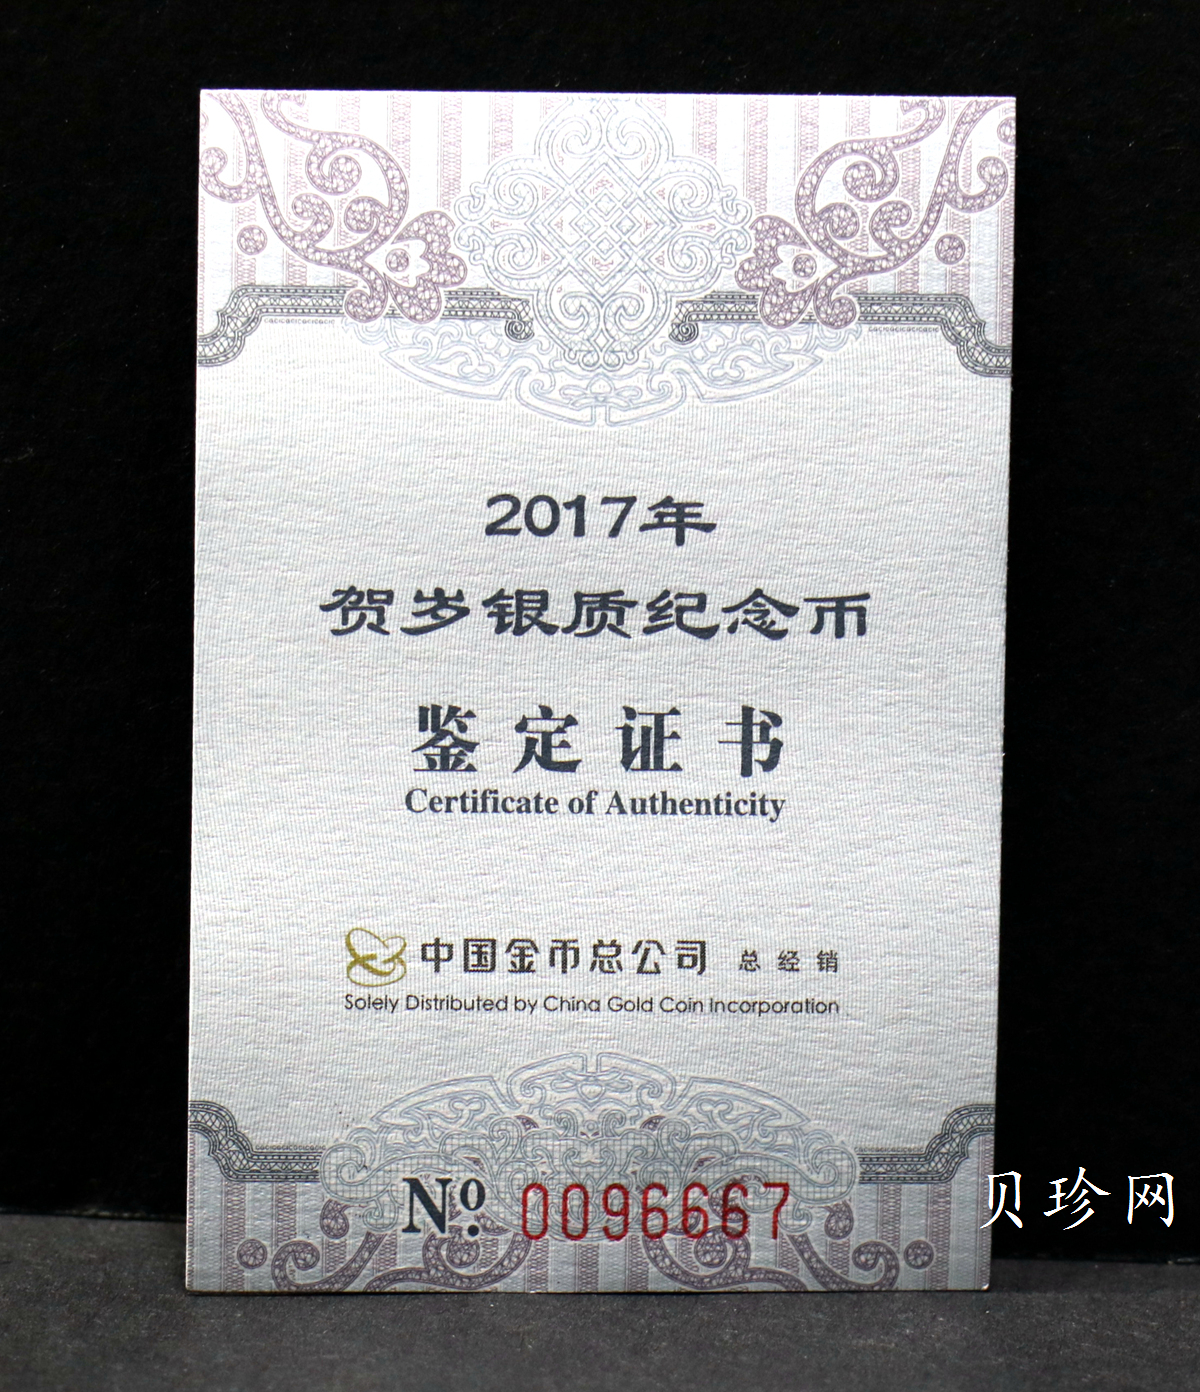 2017年
贺岁银质纪念币
鉴定证书
Certificate of Authenticity
中国金币总公司 总经销
Solely Distributed by China Gold Coin Incorporation
№ 0096667
贝珍网